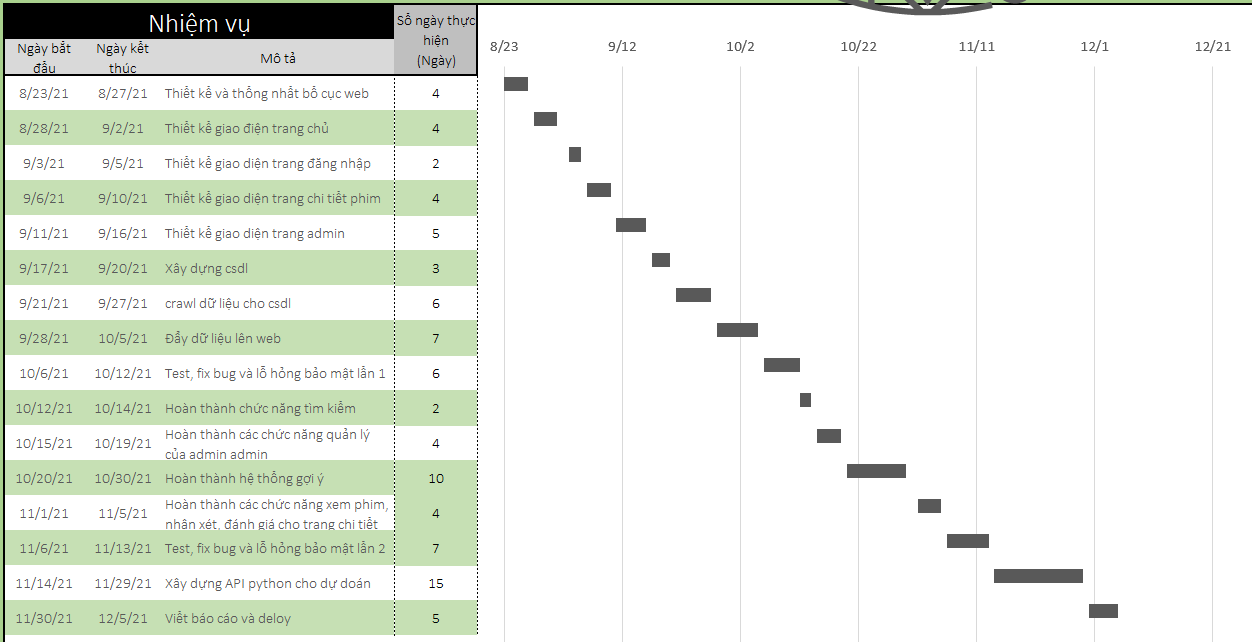 Nhiệm vụ
Số ngày thực
hiện
(Ngày)
Ngày bắt
đầu
Ngày kết
thúc
Mô tả
8/23 9/12 10/2 10/22 11/11 12/1 12/21
8/23/21 8/27/21 Thiết kế và thống nhất bố cục web 4
8/28/21 9/2/21 Thiết kế giao điện trang chủ 4
9/3/21 9/5/21 Thiết kế giao diện trang đăng nhập 2
9/6/21 9/10/21 Thiết kế giao diện trang chi tiết phim 4
9/11/21 9/16/21 Thiết kế giao diện trang admin 5
9/17/21 9/20/21 Xây dựng csdl 3
9/21/21 9/27/21 crawl dữ liệu cho csdl 6
9/28/21 10/5/21 Đẩy dữ liệu lên web 7
10/6/21 10/12/21 Test, fix bug và lỗ hỏng bảo mật lần 1 6
10/12/21 10/14/21 Hoàn thành chức năng tìm kiếm 2
10/15/21 10/19/21 Hoàn thành các chức năng quản lý
của admin admin 4
10/20/21 10/30/21 Hoàn thành hệ thống gợi ý 10
11/1/21 11/5/21 Hoàn thành các chức năng xem phim,
nhận xét, đánh giá cho trang chi tiết 4
11/6/21 11/13/21 Test, fix bug và lỗ hỏng bảo mật lần 2 7
11/14/21 11/29/21 Xây dựng API python cho dự doán 15
11/30/21 12/5/21 Viết báo cáo và deloy 5